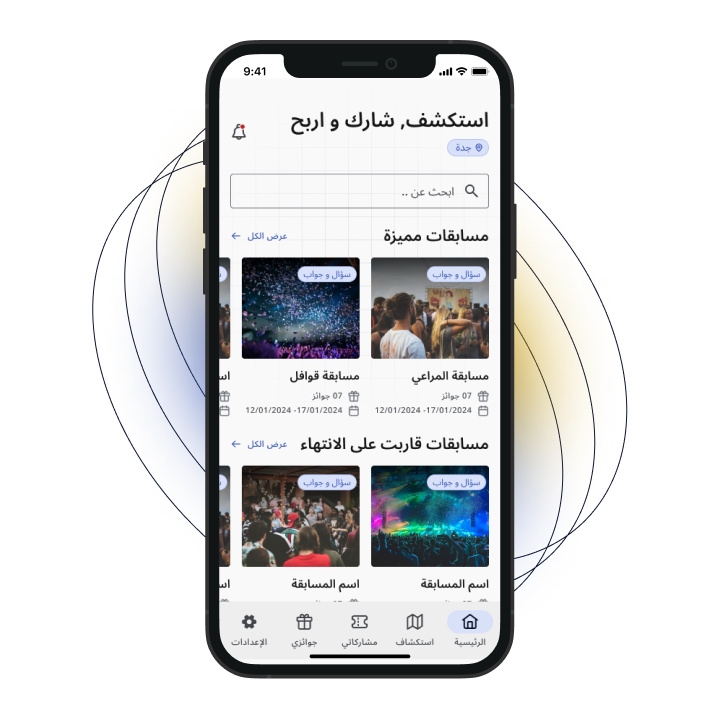 9:41
استكشف, شارك و اربح
جدة
ابحث عن ..
مسابقات مميزة
عرض الكل
سؤال و جواب
سؤال و جواب
مسابقة المراعي
مسابقة قوافل
07 جوائز
07 جوائز
12/01/2024 -17/01/2024
12/01/2024 -17/01/2024
مسابقات قاربت على الانتهاء
عرض الكل
سؤال و جواب
سؤال و جواب
اسم المسابقة
اسم المسابقة
الرئيسية
استكشاف
مشاركاتي
جوائزي
الإعدادات